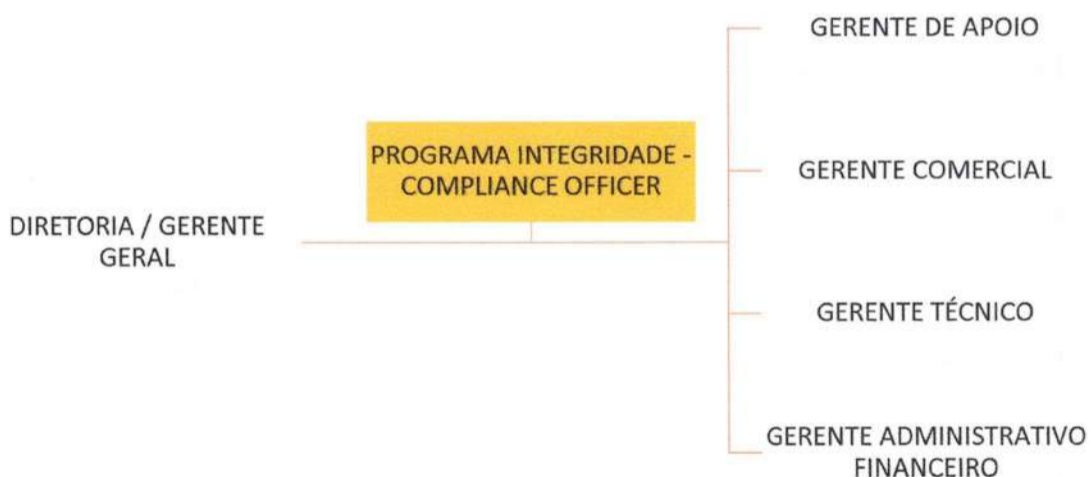 DIRETORIA / GERENTE
GERAL
PROGRAMA INTEGRIDADE -
COMPLIANCE OFFICER
GERENTE DE APOIO
GERENTE COMERCIAL
GERENTE TÉCNICO
GERENTE ADMINISTRATIVO
FINANCEIRO